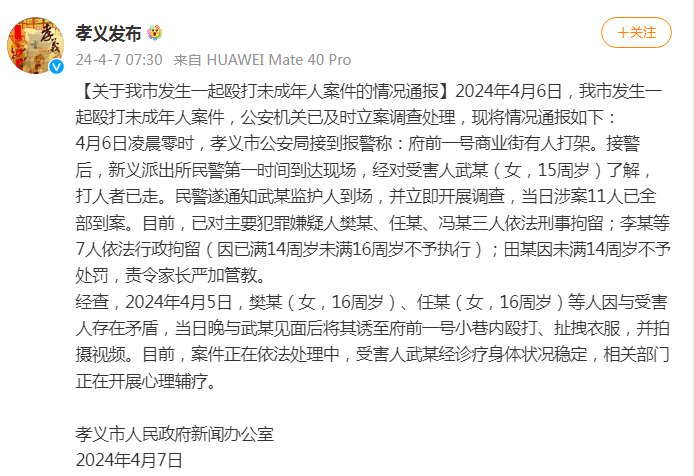 孝义发布
+关注
24-4-7 07:30 来自 HUAWEI Mate 40 Pro
【关于我市发生一起殴打未成年人案件的情况通报】2024年4月6日，我市发生一
起殴打未成年人案件，公安机关已及时立案调查处理，现将情况通报如下：
4月6日凌晨零时，孝义市公安局接到报警称：府前一号商业街有人打架。接警
后，新义派出所民警第一时间到达现场，经对受害人武某（女，15周岁）了解，
打人者已走。民警遂通知武某监护人到场，并立即开展调查，当日涉案11人已全
部到案。目前，已对主要犯罪嫌疑人樊某、任某、冯某三人依法刑事拘留；李某等
7人依法行政拘留（因已满14周岁未满16周岁不予执行）；田某因未满14周岁不予
处罚，责令家长严加管教。
经查，2024年4月5日，樊某（女，16周岁）、任某（女，16周岁）等人因与受害
人存在矛盾，当日晚与武某见面后将其诱至府前一号小巷内殴打、扯拽衣服，并拍
摄视频。目前，案件正在依法处理中，受害人武某经诊疗身体状况稳定，相关部门
正在开展心理辅疗。
孝义市人民政府新闻办公室
2024年4月7日